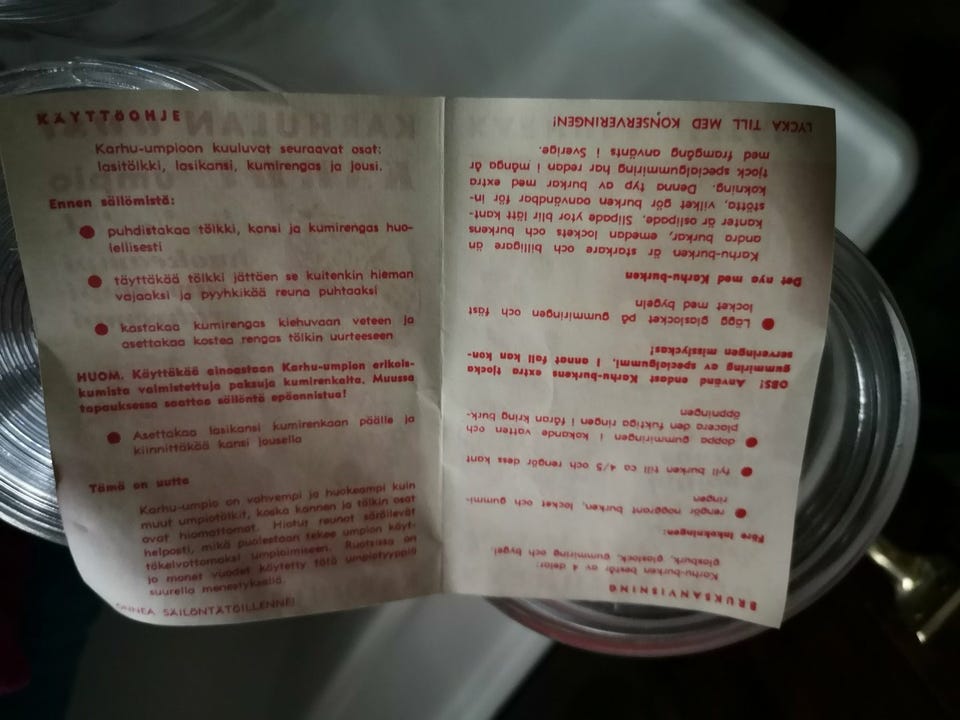 KÄYTTÖOHJE
Karhu-umpioon kuuluvat seuraavat osat:
lasitölkki, lasikansi, kumirengas ja jousi.
Ennen säilömistä:
puhdistakaa tölkki, kansi ja kumirengas huo-
lellisesti
täyttäkää tölkki jättäen se kuitenkin hieman
vajaaksi ja pyyhkikää reuna puhtaaksi
kastakaa kumirengas kiehuvaan veteen ja
asettakaa kostea rengas tölkin uurteeseen
HUOM. Käyttäkää ainoastaan Karhu-umpion erikois-
kumista valmistettuja paksuja kumirenkaita. Muussa
tapauksessa saattaa säilöntä epäonnistua!
Asettakaa lasikansi kumirenkaan päälle ja
kiinnittäkää kansi jousella
Tämä on uutta
Karhu-umpio on vahvempi ja huokeampi kuin
muut umpiotölkit, koska kannen ja tölkin osat
ovat hiomattomat. Hiotut reunat säröilevät
helposti, mikä puolestaan tekee umpion käyt-
tökelvottomaksi umpioimiseen. Ruotsissa on
jo monet vuodet käytetty tätä umpiotyyppiä
suurella menestyksellä.
ONNEA SÄILÖNTÄTÖILLENNE!
BRUKSANVISNING
Karhu-burken består av 4 delar:
glasburk, glaslock, gummiring och bygel.
Före inkokningen:
rengör noggrant burken, locket och gummi-
ringen
fyll burken till ca 4/5 och rengör dess kant
doppa gummiringen i kokande vatten och
placera den fuktiga ringen i fåran kring burk-
öppningen
OBS! Använd endast Karhu-burkens extra tjocka
gummiring av specialgummi, i annat fall kan kon-
serveringen misslyckas!
Lägg glaslocket på gummiringen och fäst
locket med bygeln
Det nya med Karhu-burken
Karhu-burken är starkare och billigare än
andra burkar, emedan lockets och burkens
kanter är oslipade. Slipade ytor blir lätt kant-
stötta, vilket gör burken oanvändbar för in-
kokning. Denna typ av burkar med extra
tjock specialgummiring har redan i många år
med framgång använts i Sverige.
LYCKA TILL MED KONSERVERINGEN!